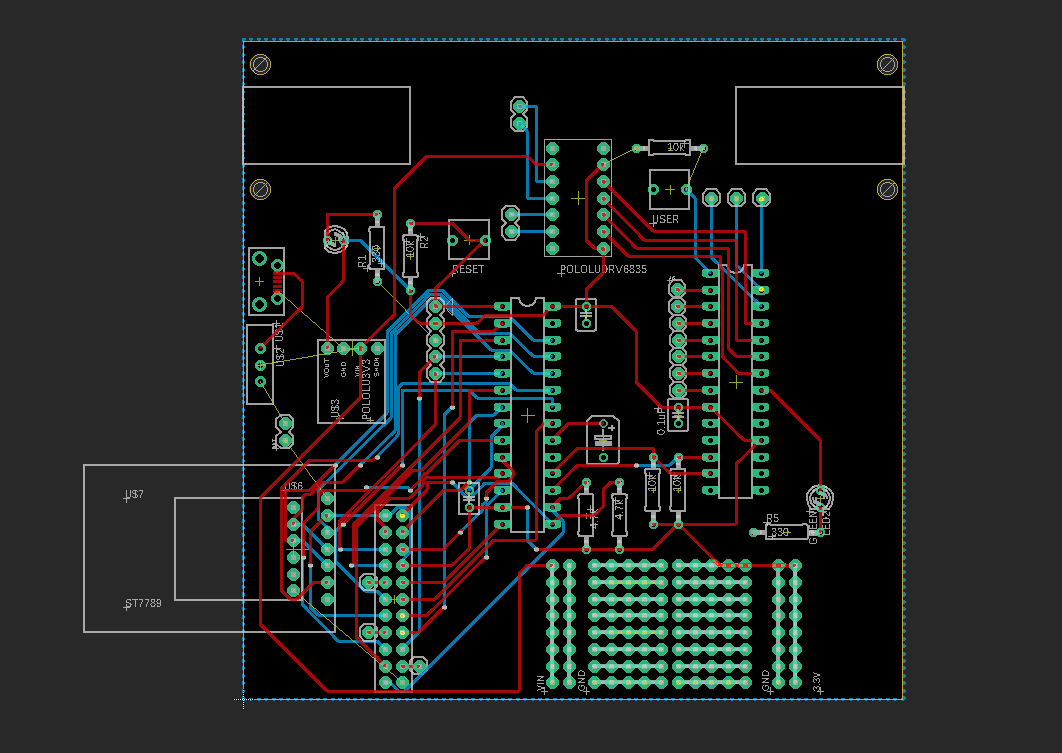 10K
USER
R1
330
10K
R2
RESET
POLOLUDRV6835
U$2
VOUT
GND
VIN
SHDN
POLOLU3V3
U$3
0.1uF
U$7
U$6
ST7789
10K
10K
4.7K
4.7K
R5
330
GREEN
LED2
VIN
GND
GND
3.3V